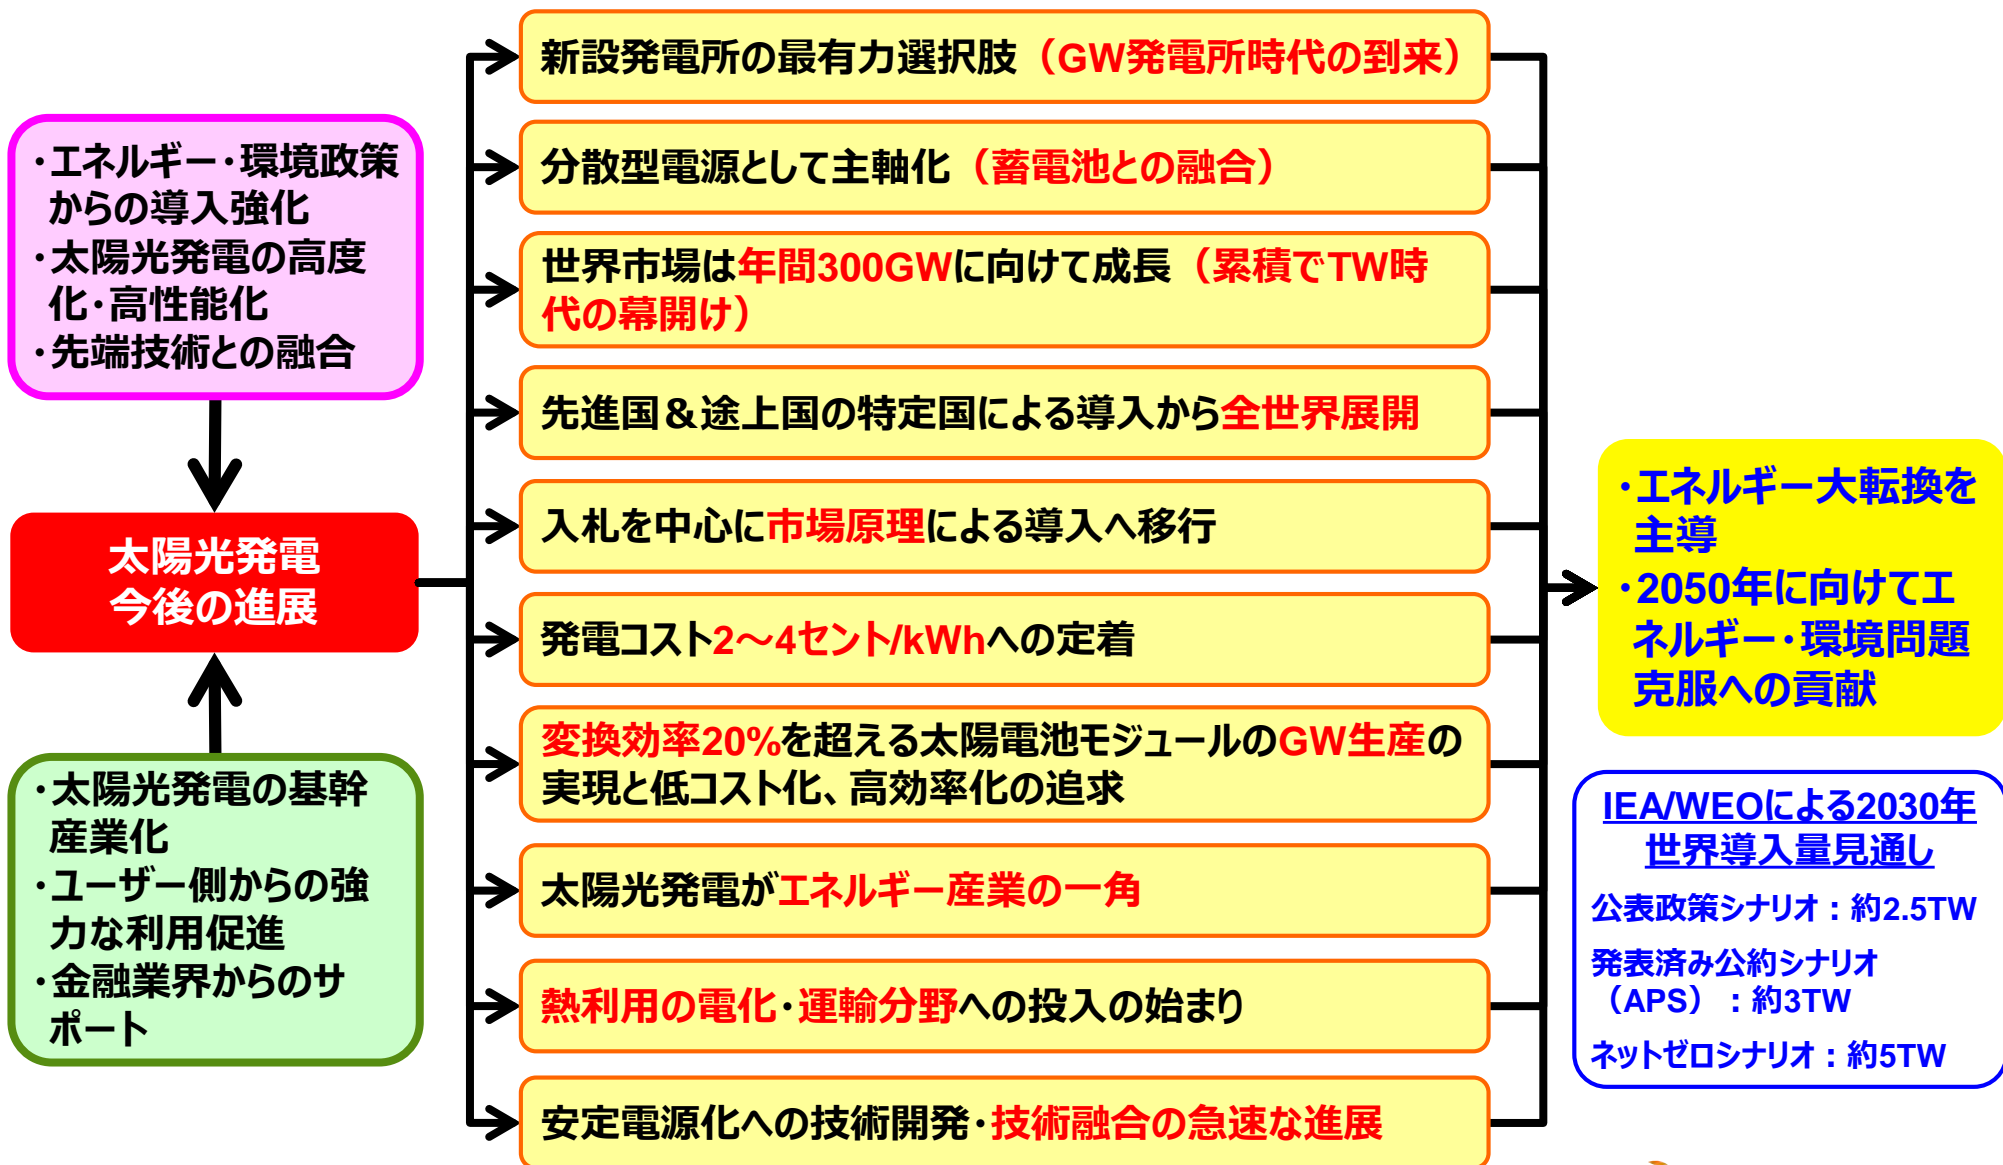 ・エネルギー・環境政策
からの導入強化
・太陽光発電の高度
化・高性能化
・先端技術との融合
太陽光発電
今後の進展
・太陽光発電の基幹
産業化
・ユーザー側からの強
力な利用促進
・金融業界からのサ
ポート
新設発電所の最有力選択肢（GW発電所時代の到来）
分散型電源として主軸化（蓄電池との融合）
世界市場は年間300GWに向けて成長（累積でTW時
代の幕開け）
先進国＆途上国の特定国による導入から全世界展開
入札を中心に市場原理による導入へ移行
発電コスト2～4セント/kWhへの定着
変換効率20%を超える太陽電池モジュールのGW生産の
実現と低コスト化、高効率化の追求
太陽光発電がエネルギー産業の一角
熱利用の電化・運輸分野への投入の始まり
安定電源化への技術開発・技術融合の急速な進展
・エネルギー大転換を
主導
・2050年に向けてエ
ネルギー・環境問題
克服への貢献
IEA/WEOによる2030年
世界導入量見通し
公表政策シナリオ：約2.5TW
発表済み公約シナリオ
（APS）：約3TW
ネットゼロシナリオ：約5TW